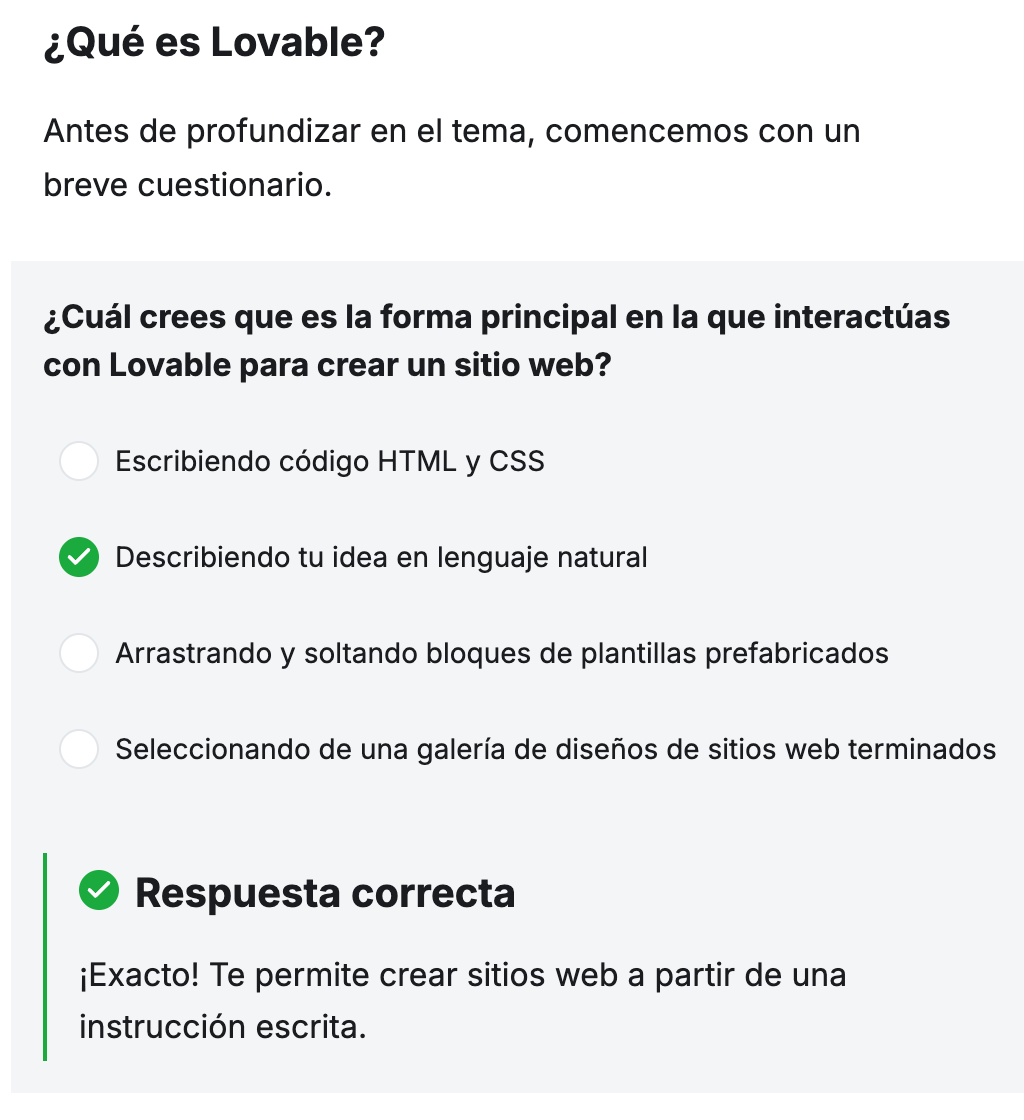 ¿Qué es Lovable?
Antes de profundizar en el tema, comencemos con un
breve cuestionario.
¿Cuál crees que es la forma principal en la que interactúas
con Lovable para crear un sitio web?
Escribiendo código HTML y CSS
Describiendo tu idea en lenguaje natural
Arrastrando y soltando bloques de plantillas prefabricados
Seleccionando de una galería de diseños de sitios web terminados
Respuesta correcta
¡Exacto! Te permite crear sitios web a partir de una
instrucción escrita.